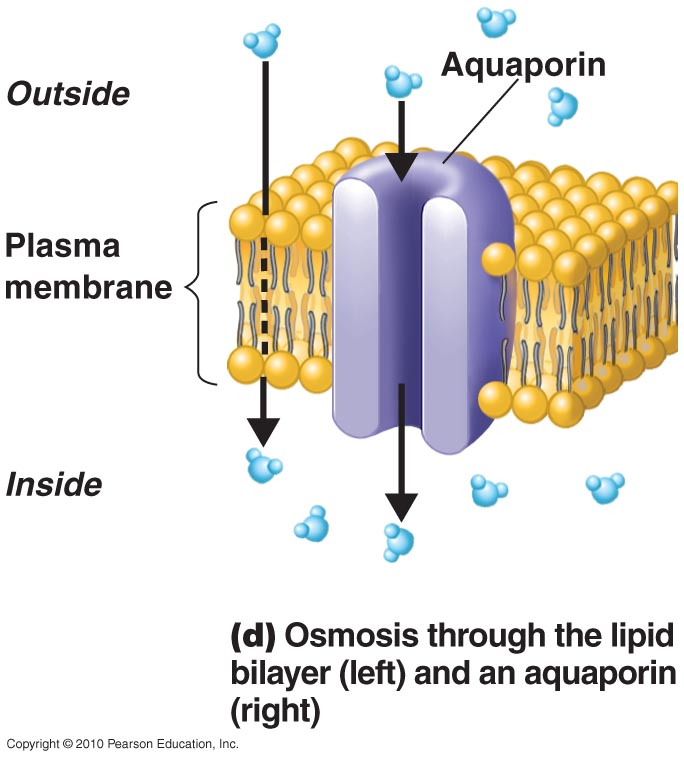 Aquaporin
Outside
Plasma
membrane
Inside
(d) Osmosis through the lipid
bilayer (left) and an aquaporin
(right)
Copyright © 2010 Pearson Education, Inc.